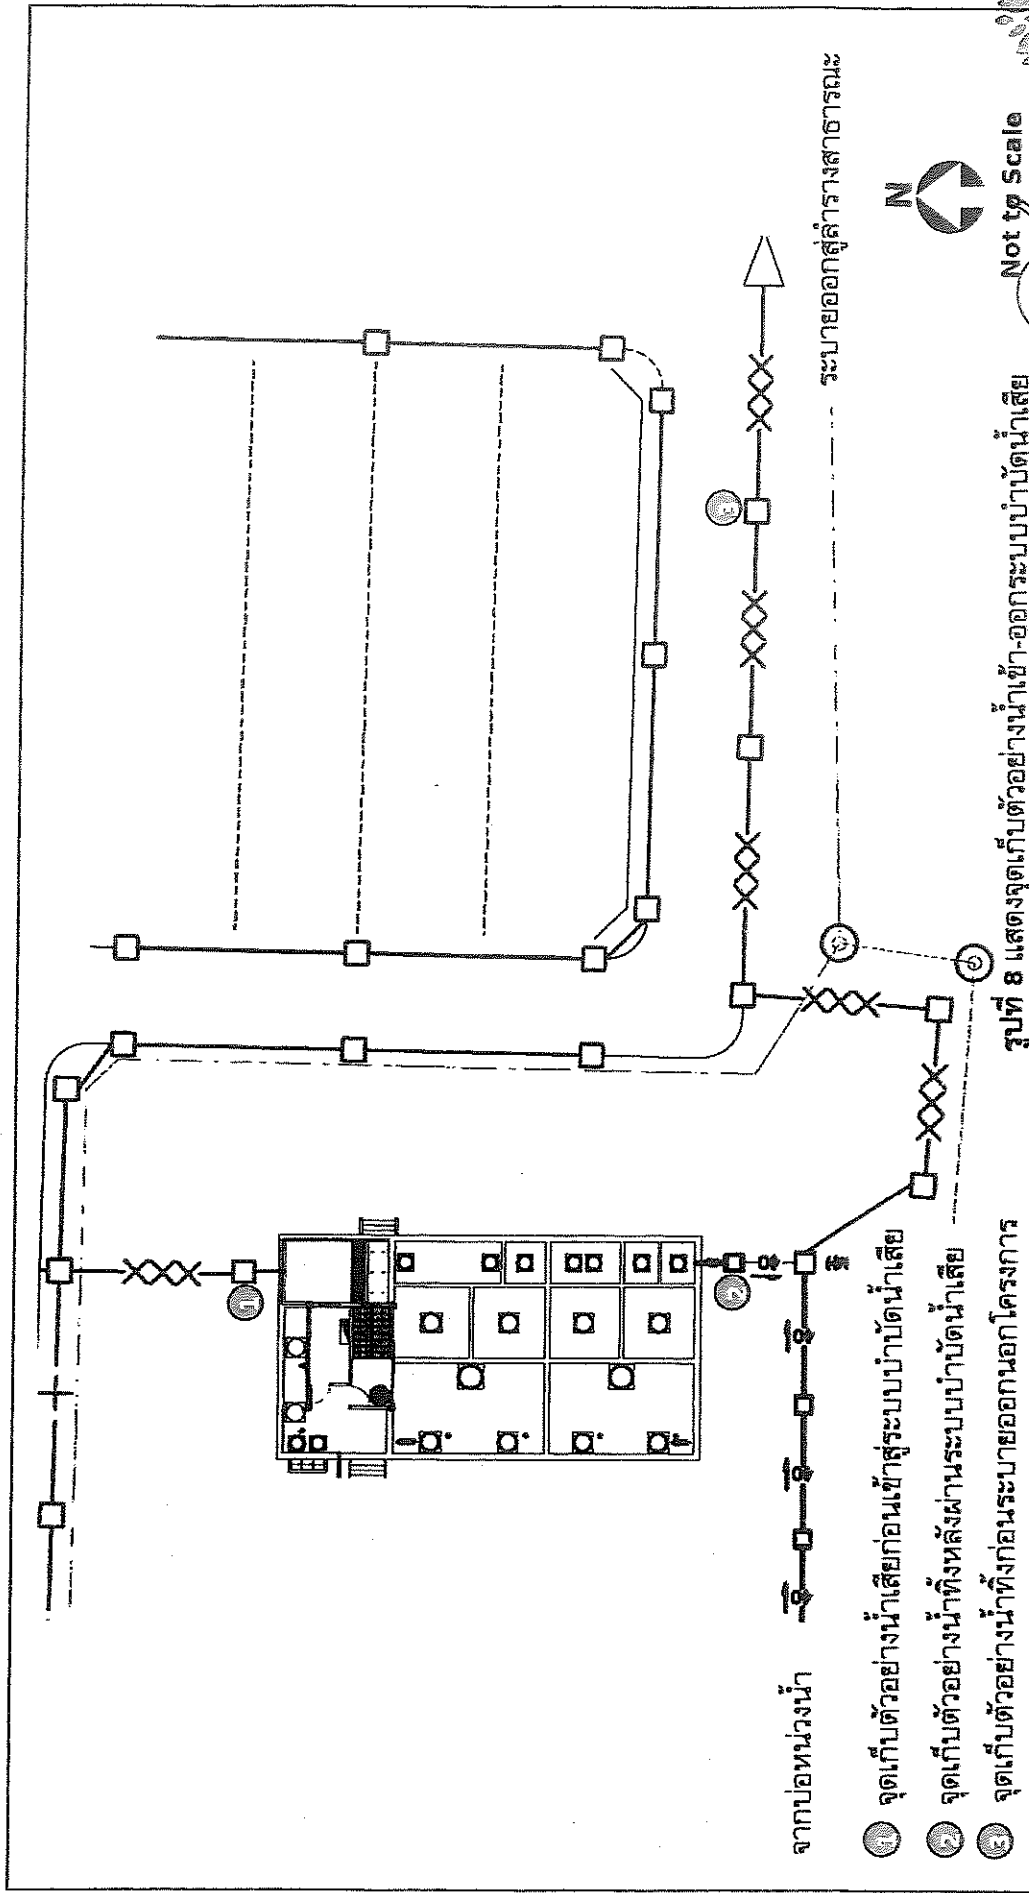 ระบายออกสู่ลำรางสาธารณะ
N
Not to Scale
จากบ่อหน่วงน้ำ
1
2
3
1 จุดเก็บตัวอย่างน้ำเสียก่อนเข้าสู่ระบบบำบัดน้ำเสีย
2 จุดเก็บตัวอย่างน้ำทิ้งหลังผ่านระบบบำบัดน้ำเสีย
3 จุดเก็บตัวอย่างน้ำทิ้งก่อนระบายออกนอกโครงการ
รูปที่ 8 แสดงจุดเก็บตัวอย่างน้ำเข้า-ออกระบบบำบัดน้ำเสีย